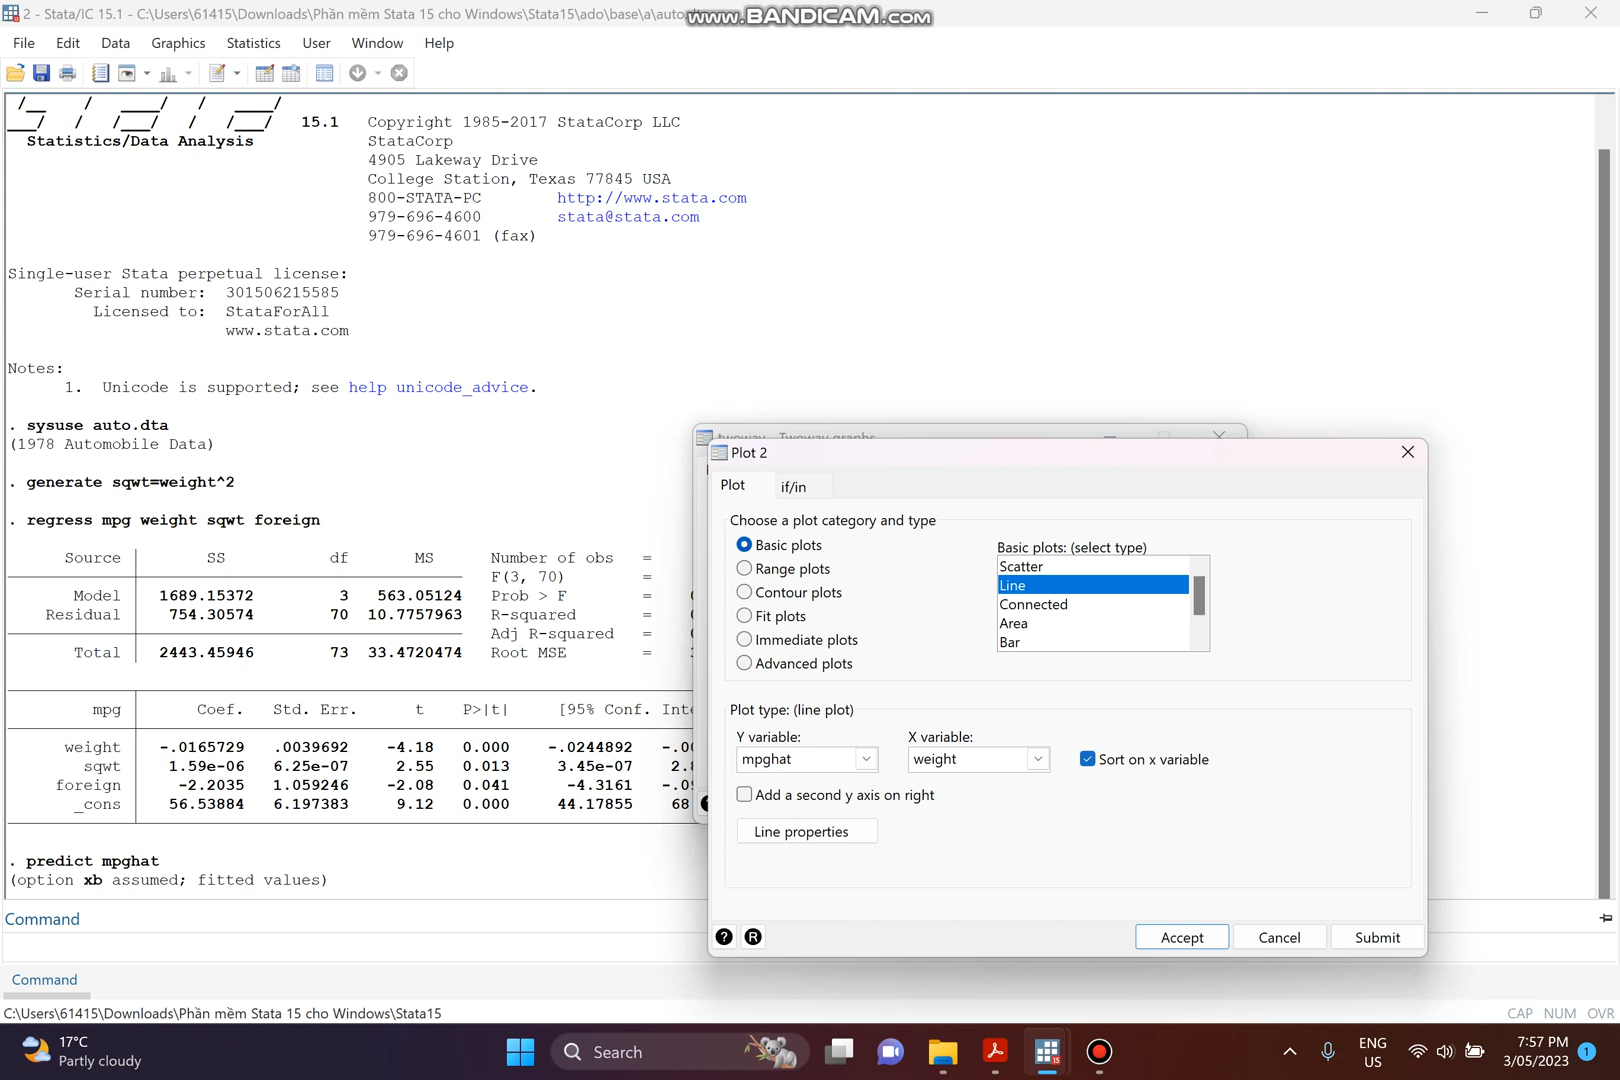 2 - Stata/IC 15.1 - C:\Users\61415\Downloads\Phần mềm Stata 15 cho Windows\Stata15\ado\base\a\auto
www.BANDICAM.com
File Edit Data Graphics Statistics User Window Help
15.1 Copyright 1985-2017 StataCorp LLC
Statistics/Data Analysis StataCorp
4905 Lakeway Drive
College Station, Texas 77845 USA
800-STATA-PC http://www.stata.com
979-696-4600 stata@stata.com
979-696-4601 (fax)
Single-user Stata perpetual license:
Serial number: 301506215585
Licensed to: StataForAll
www.stata.com
Notes:
1. Unicode is supported; see help unicode_advice.
. sysuse auto.dta
(1978 Automobile Data)
. generate sqwt=weight^2
. regress mpg weight sqwt foreign
Source SS df MS Number of obs =
F(3, 70) =
Model 1689.15372 3 563.05124 Prob > F =
Residual 754.30574 70 10.7757963 R-squared =
Adj R-squared =
Total 2443.45946 73 33.4720474 Root MSE =
mpg Coef. Std. Err. t P>|t| [95% Conf. Inte
weight -.0165729 .0039692 -4.18 0.000 -.0244892 -.00
sqwt 1.59e-06 6.25e-07 2.55 0.013 3.45e-07 2.8
foreign -2.2035 1.059246 -2.08 0.041 -4.3161 -.09
_cons 56.53884 6.197383 9.12 0.000 44.17855 68
. predict mpghat
(option xb assumed; fitted values)
twoway - Twoway graphs
Plot 2
Plot if/in
Choose a plot category and type
Basic plots
Range plots
Contour plots
Fit plots
Immediate plots
Advanced plots
Basic plots: (select type)
Scatter
Line
Connected
Area
Bar
Plot type: (line plot)
Y variable: X variable:
mpghat weight Sort on x variable
Add a second y axis on right
Line properties
? R Accept Cancel Submit
Command
Command
C:\Users\61415\Downloads\Phần mềm Stata 15 cho Windows\Stata15
CAP NUM OVR
17°C
Partly cloudy
Search
15
ENG
US
7:57 PM
3/05/2023
1